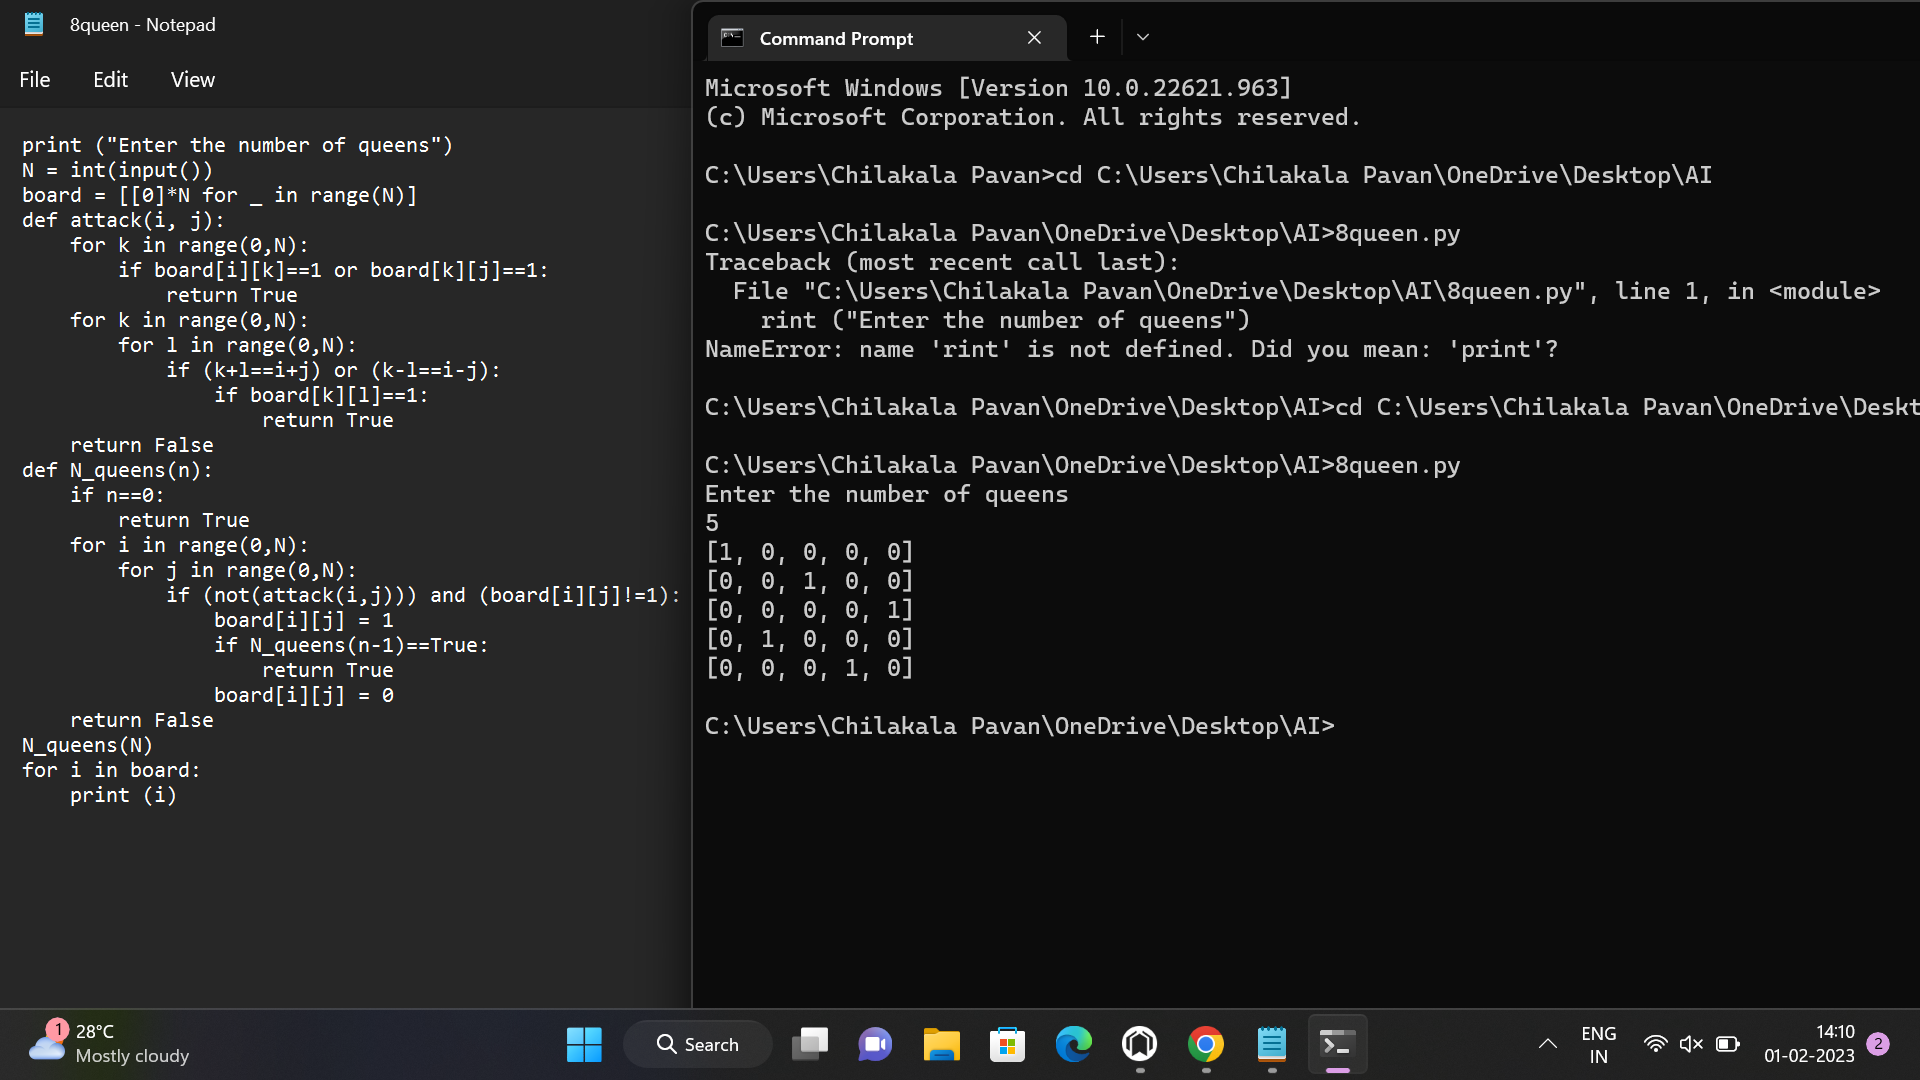 8queen - Notepad
File Edit View
print ("Enter the number of queens")
N = int(input())
board = [[0]*N for _ in range(N)]
def attack(i, j):
    for k in range(0,N):
        if board[i][k]==1 or board[k][j]==1:
            return True
    for k in range(0,N):
        for l in range(0,N):
            if (k+l==i+j) or (k-l==i-j):
                if board[k][l]==1:
                    return True
    return False
def N_queens(n):
    if n==0:
        return True
    for i in range(0,N):
        for j in range(0,N):
            if (not(attack(i,j))) and (board[i][j]!=1):
                board[i][j] = 1
                if N_queens(n-1)==True:
                    return True
                board[i][j] = 0
    return False
N_queens(N)
for i in board:
    print (i)
Command Prompt
Microsoft Windows [Version 10.0.22621.963]
(c) Microsoft Corporation. All rights reserved.
C:\Users\Chilakala Pavan>cd C:\Users\Chilakala Pavan\OneDrive\Desktop\AI
C:\Users\Chilakala Pavan\OneDrive\Desktop\AI>8queen.py
Traceback (most recent call last):
  File "C:\Users\Chilakala Pavan\OneDrive\Desktop\AI\8queen.py", line 1, in <module>
    rint ("Enter the number of queens")
NameError: name 'rint' is not defined. Did you mean: 'print'?
C:\Users\Chilakala Pavan\OneDrive\Desktop\AI>cd C:\Users\Chilakala Pavan\OneDrive\Deskt
C:\Users\Chilakala Pavan\OneDrive\Desktop\AI>8queen.py
Enter the number of queens
5
[1, 0, 0, 0, 0]
[0, 0, 1, 0, 0]
[0, 0, 0, 0, 1]
[0, 1, 0, 0, 0]
[0, 0, 0, 1, 0]
C:\Users\Chilakala Pavan\OneDrive\Desktop\AI>
1
28°C
Mostly cloudy
Search
ENG
IN
14:10
01-02-2023
2